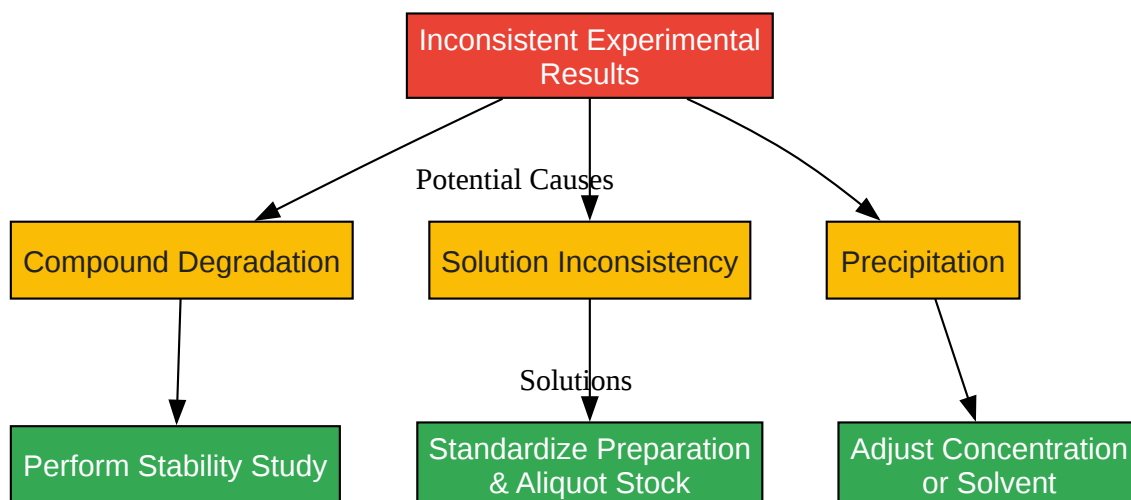 Inconsistent Experimental
Results
Potential Causes
Compound Degradation
Solution Inconsistency
Precipitation
Solutions
Perform Stability Study
Standardize Preparation
& Aliquot Stock
Adjust Concentration
or Solvent